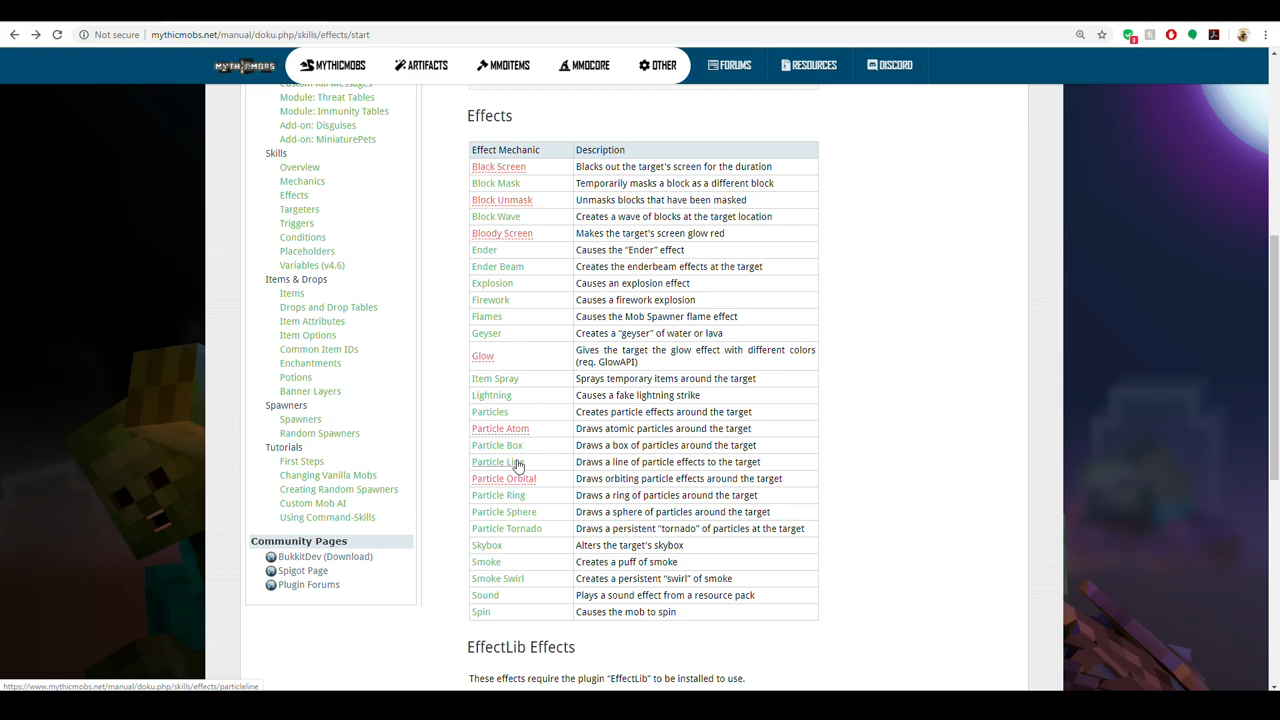 Not secure | mythicmobs.net/manual/doku.php/skills/effects/start
3
MYTHICMOBS
MYTHICMOBS
ARTIFACTS
MMOITEMS
MMOCORE
OTHER
FORUMS
RESOURCES
DISCORD
Custom Kill Messages
Module: Threat Tables
Module: Immunity Tables
Add-on: Disguises
Add-on: MiniaturePets
Skills
Overview
Mechanics
Effects
Targeters
Triggers
Conditions
Placeholders
Variables (v4.6)
Items & Drops
Items
Drops and Drop Tables
Item Attributes
Item Options
Common Item IDs
Enchantments
Potions
Banner Layers
Spawners
Spawners
Random Spawners
Tutorials
First Steps
Changing Vanilla Mobs
Creating Random Spawners
Custom Mob AI
Using Command-Skills
Community Pages
BukkitDev (Download)
Spigot Page
Plugin Forums
Effects
Effect Mechanic Description
Black Screen Blacks out the target's screen for the duration
Block Mask Temporarily masks a block as a different block
Block Unmask Unmasks blocks that have been masked
Block Wave Creates a wave of blocks at the target location
Bloody Screen Makes the target's screen glow red
Ender Causes the “Ender” effect
Ender Beam Creates the enderbeam effects at the target
Explosion Causes an explosion effect
Firework Causes a firework explosion
Flames Causes the Mob Spawner flame effect
Geyser Creates a “geyser” of water or lava
Glow Gives the target the glow effect with different colors
(req. GlowAPI)
Item Spray Sprays temporary items around the target
Lightning Causes a fake lightning strike
Particles Creates particle effects around the target
Particle Atom Draws atomic particles around the target
Particle Box Draws a box of particles around the target
Particle Line Draws a line of particle effects to the target
Particle Orbital Draws orbiting particle effects around the target
Particle Ring Draws a ring of particles around the target
Particle Sphere Draws a sphere of particles around the target
Particle Tornado Draws a persistent “tornado” of particles at the target
Skybox Alters the target's skybox
Smoke Creates a puff of smoke
Smoke Swirl Creates a persistent “swirl” of smoke
Sound Plays a sound effect from a resource pack
Spin Causes the mob to spin
EffectLib Effects
These effects require the plugin “EffectLib” to be installed to use.
https://www.mythicmobs.net/manual/doku.php/skills/effects/particleline